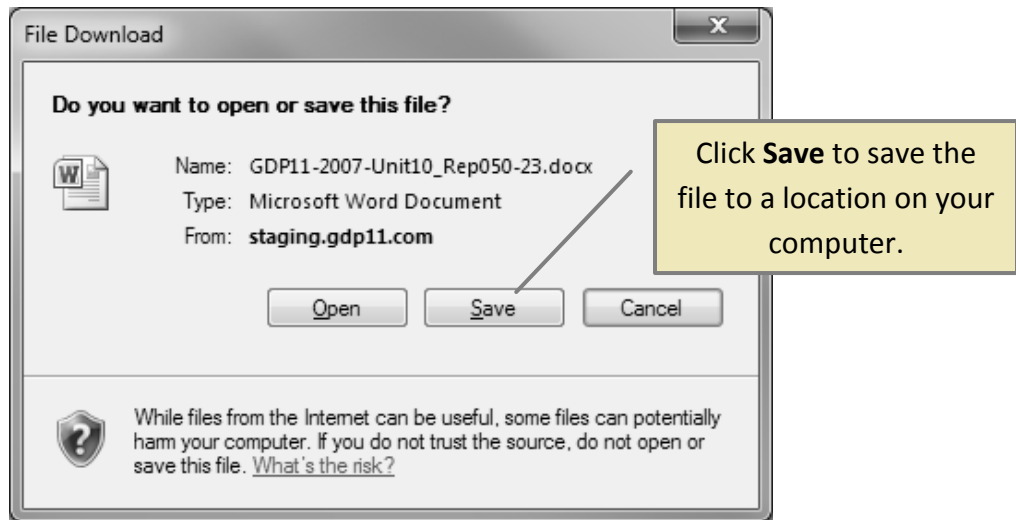 File Download
X
Do you want to open or save this file?
W
Name: GDP11-2007-Unit10_Rep050-23.docx
Type: Microsoft Word Document
From: staging.gdp11.com
Click Save to save the
file to a location on your
computer.
Open Save Cancel
While files from the Internet can be useful, some files can potentially
harm your computer. If you do not trust the source, do not open or
save this file. What's the risk?
?